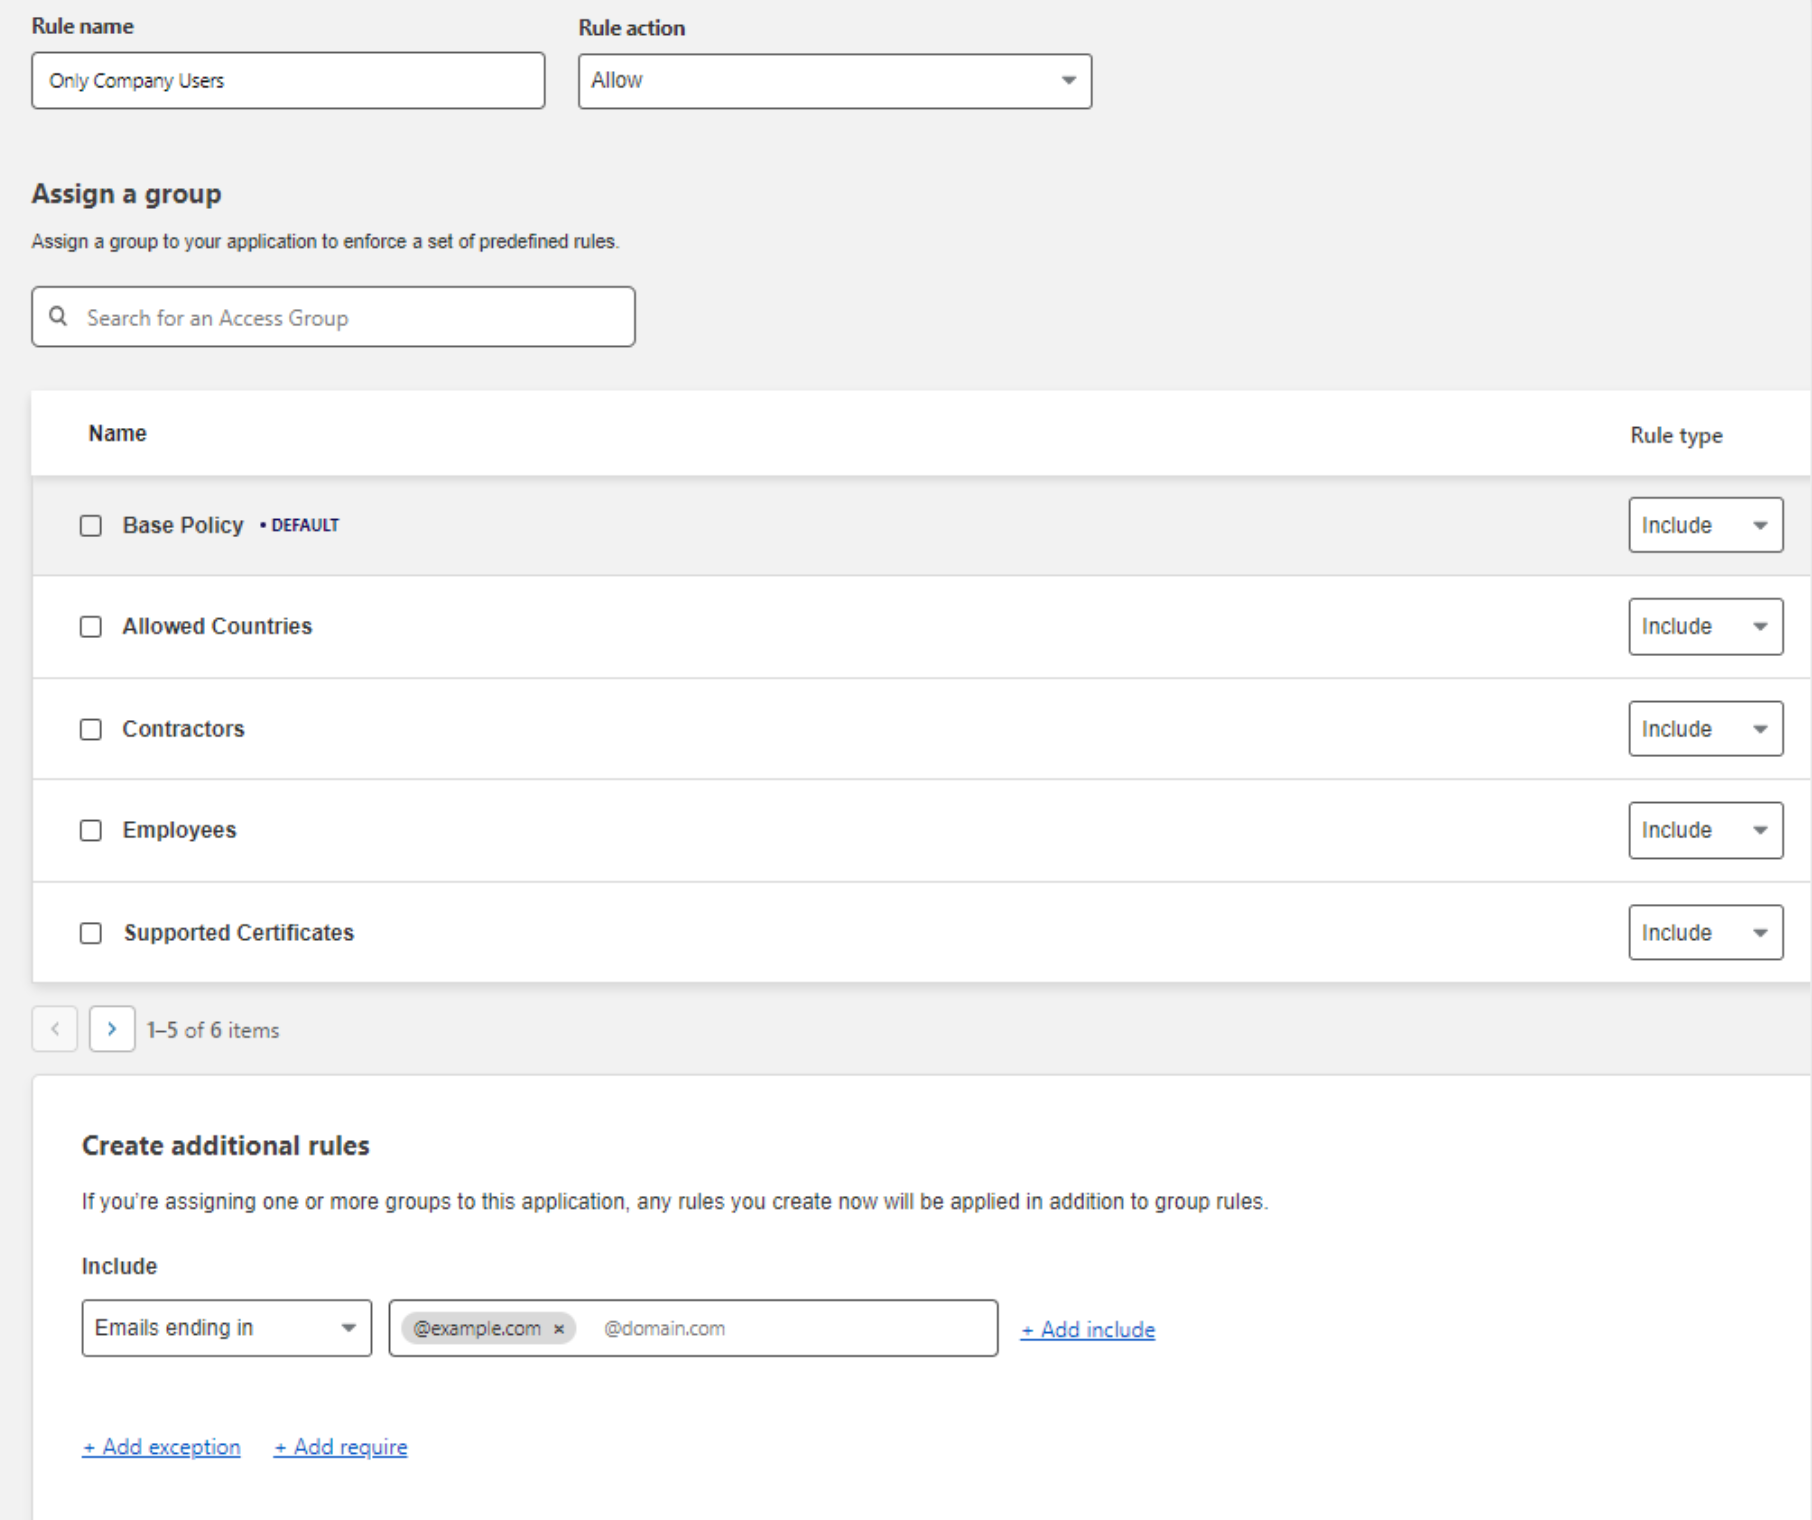 Rule name
Rule action
Only Company Users
Allow
Assign a group
Assign a group to your application to enforce a set of predefined rules.
Search for an Access Group
Name
Rule type
Base Policy • DEFAULT
Include
Allowed Countries
Include
Contractors
Include
Employees
Include
Supported Certificates
Include
1–5 of 6 items
Create additional rules
If you're assigning one or more groups to this application, any rules you create now will be applied in addition to group rules.
Include
Emails ending in
@example.com × @domain.com
+ Add include
+ Add exception
+ Add require